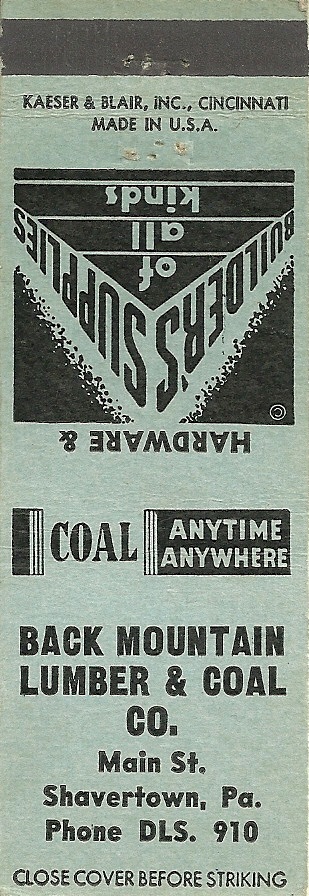 KAESER & BLAIR, INC., CINCINNATI
MADE IN U.S.A.
HARDWARE &
BUILDER'S SUPPLIES
of
all
kinds
©
COAL
ANYTIME
ANYWHERE
BACK MOUNTAIN
LUMBER & COAL
CO.
Main St.
Shavertown, Pa.
Phone DLS. 910
CLOSE COVER BEFORE STRIKING